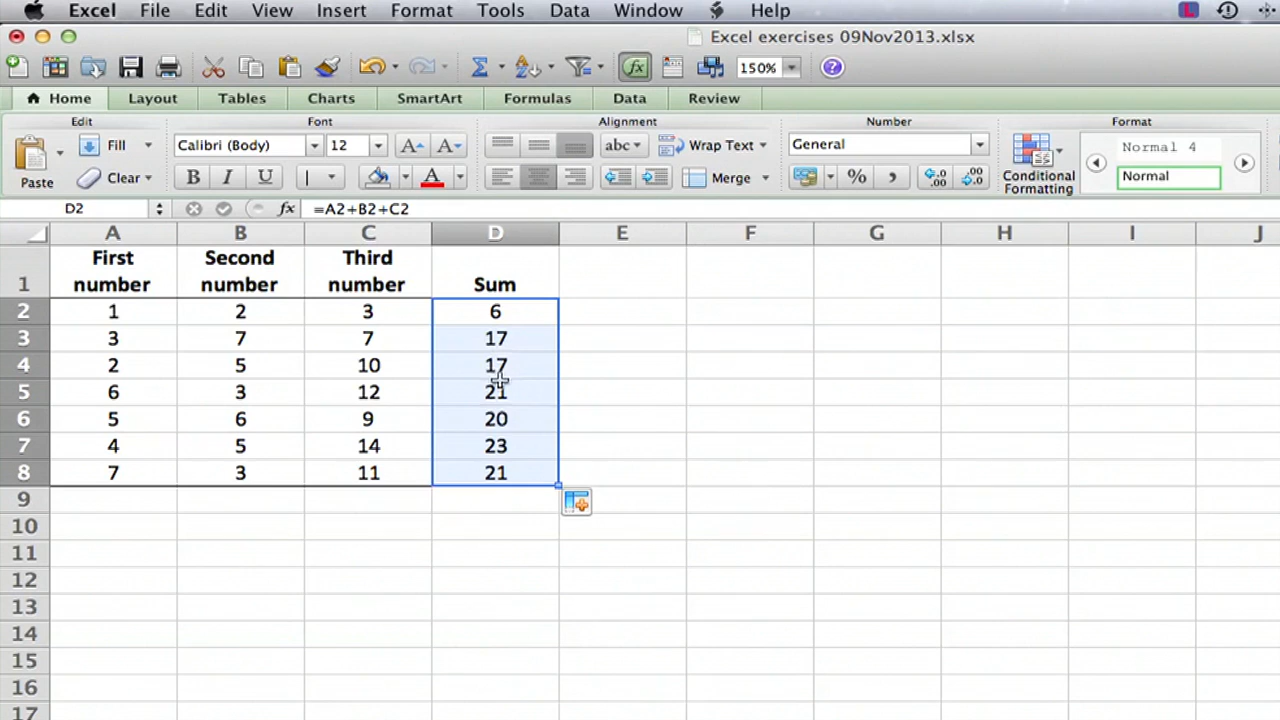 Excel File Edit View Insert Format Tools Data Window Help
Excel exercises 09Nov2013.xlsx
150%
Home Layout Tables Charts SmartArt Formulas Data Review
Edit Font Alignment Number Format
Paste Fill Calibri (Body) 12 abc Wrap Text General Conditional Formatting Normal 4
Clear B I U A Merge % Normal
D2 fx =A2+B2+C2
A B C D E F G H I J
1 First number Second number Third number Sum
2 1 2 3 6
3 3 7 7 17
4 2 5 10 17
5 6 3 12 21
6 5 6 9 20
7 4 5 14 23
8 7 3 11 21
9
10
11
12
13
14
15
16
17